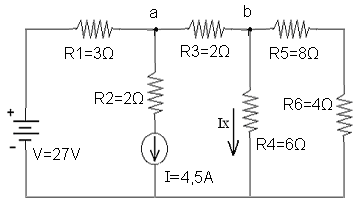 a
b
R1=3Ω
R3=2Ω
R5=8Ω
R2=2Ω
R6=4Ω
+
Ix
-
V=27V
R4=6Ω
I=4,5A